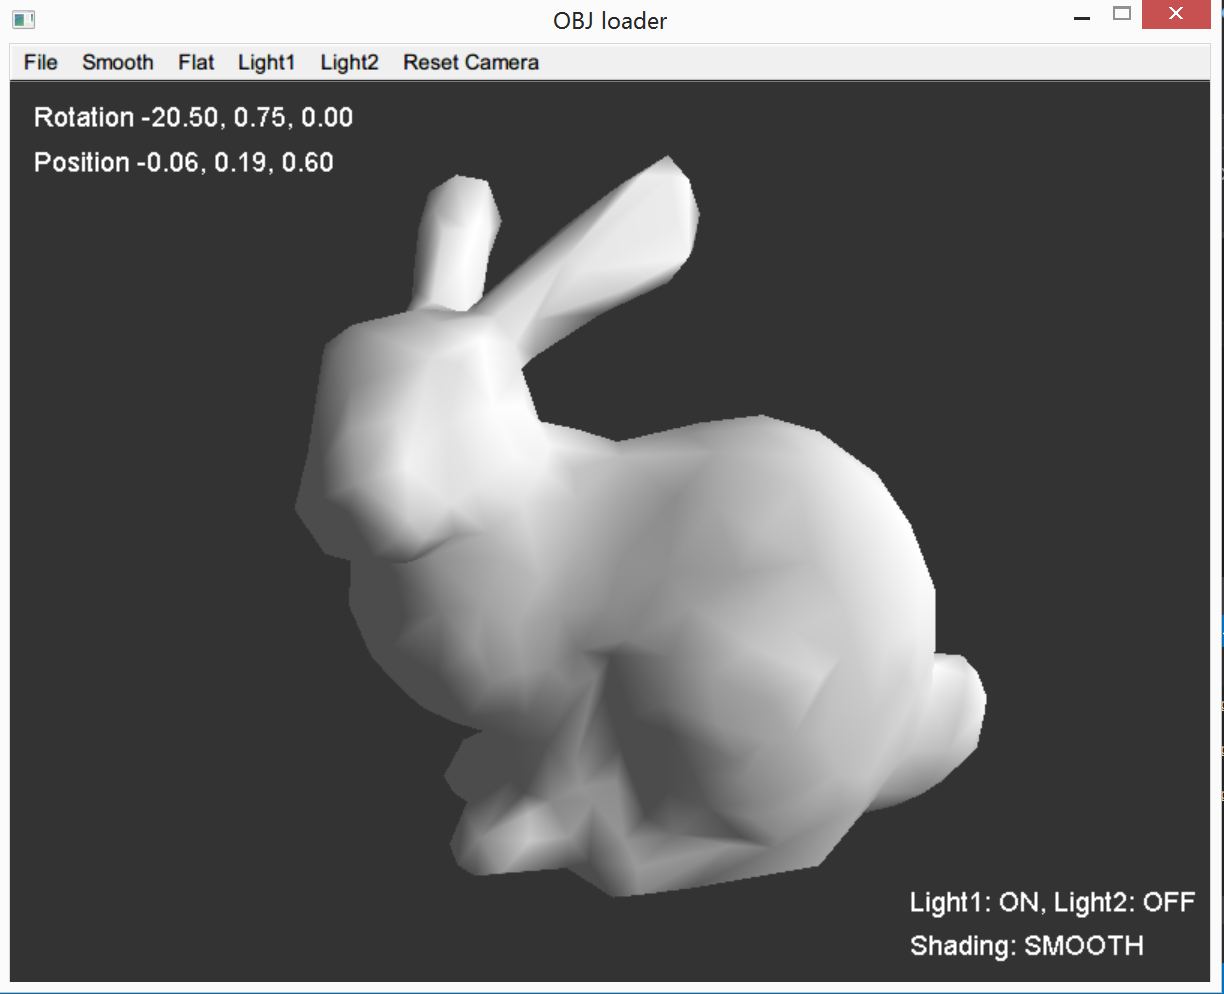 OBJ loader
File Smooth Flat Light1 Light2 Reset Camera
Rotation -20.50, 0.75, 0.00
Position -0.06, 0.19, 0.60
Light1: ON, Light2: OFF
Shading: SMOOTH